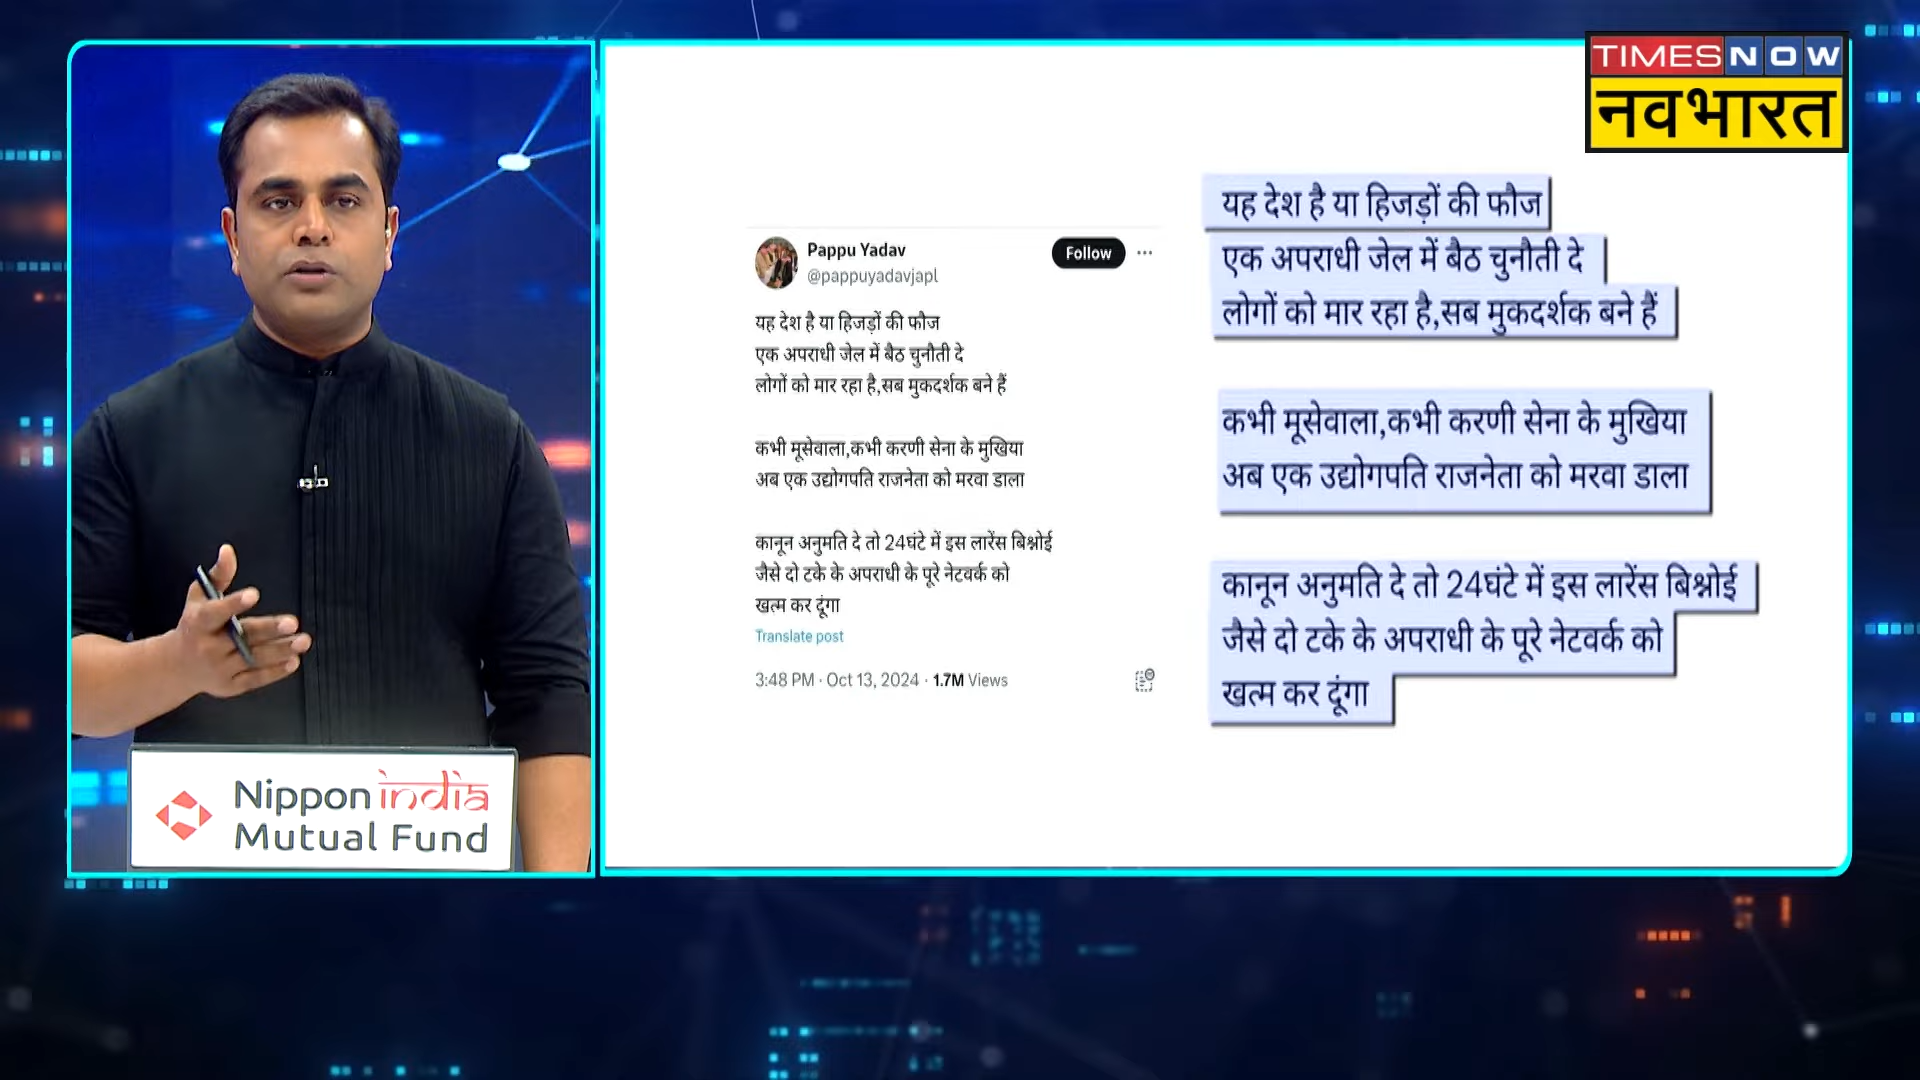 TIMES NOW
नवभारत
Pappu Yadav
@pappuyadavjapl
Follow
यह देश है या हिजड़ों की फौज
एक अपराधी जेल में बैठ चुनौती दे
लोगों को मार रहा है,सब मुकदर्शक बने हैं
कभी मूसेवाला,कभी करणी सेना के मुखिया
अब एक उद्योगपति राजनेता को मरवा डाला
कानून अनुमति दे तो 24घंटे में इस लारेंस बिश्नोई
जैसे दो टके के अपराधी के पूरे नेटवर्क को
खत्म कर दूंगा
Translate post
3:48 PM · Oct 13, 2024 · 1.7M Views
यह देश है या हिजड़ों की फौज
एक अपराधी जेल में बैठ चुनौती दे
लोगों को मार रहा है,सब मुकदर्शक बने हैं
कभी मूसेवाला,कभी करणी सेना के मुखिया
अब एक उद्योगपति राजनेता को मरवा डाला
कानून अनुमति दे तो 24घंटे में इस लारेंस बिश्नोई
जैसे दो टके के अपराधी के पूरे नेटवर्क को
खत्म कर दूंगा
Nippon india
Mutual Fund